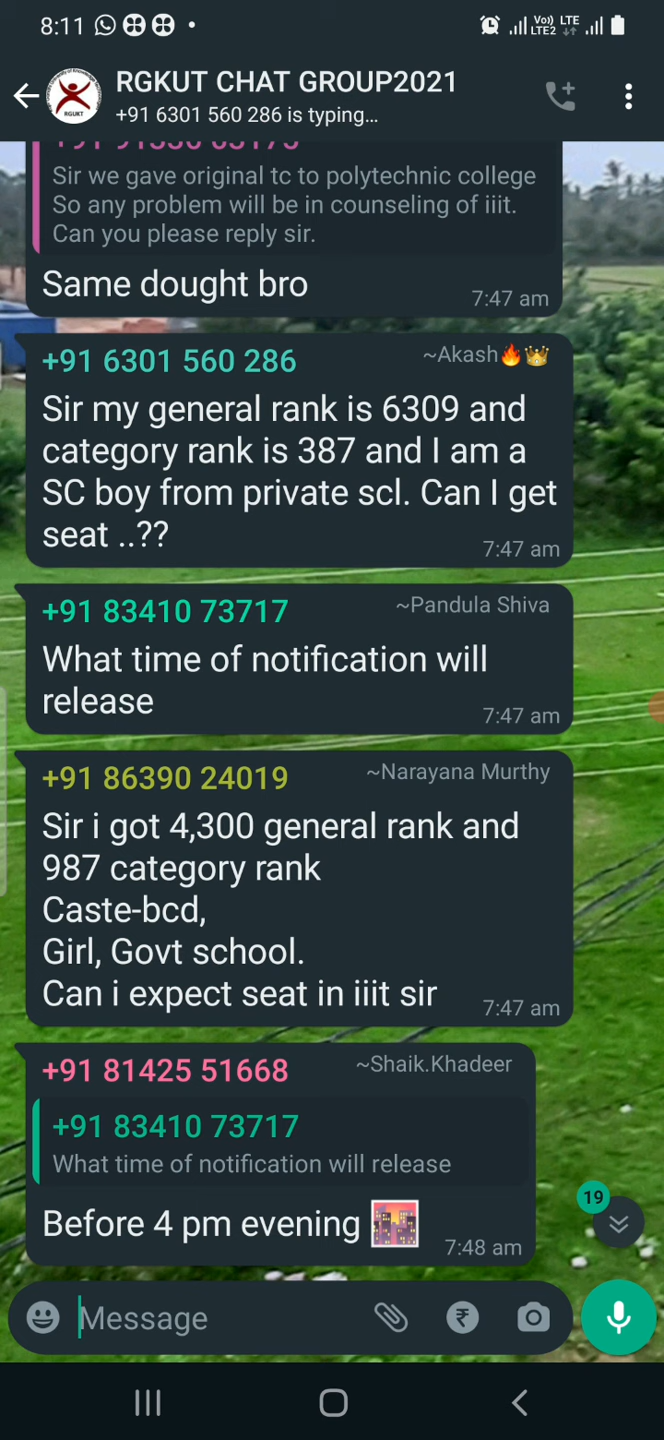 8:11
Vo)) LTE
LTE2
RGKUT CHAT GROUP2021
+91 6301 560 286 is typing...
RGUKT
Sir we gave original tc to polytechnic college
So any problem will be in counseling of iiit.
Can you please reply sir.
Same dought bro
7:47 am
+91 6301 560 286 ~Akash🔥👑
Sir my general rank is 6309 and
category rank is 387 and I am a
SC boy from private scl. Can I get
seat ..??
7:47 am
+91 83410 73717 ~Pandula Shiva
What time of notification will
release
7:47 am
+91 86390 24019 ~Narayana Murthy
Sir i got 4,300 general rank and
987 category rank
Caste-bcd,
Girl, Govt school.
Can i expect seat in iiit sir
7:47 am
+91 81425 51668 ~Shaik.Khadeer
+91 83410 73717
What time of notification will release
Before 4 pm evening 🌆
7:48 am
19
Message
₹